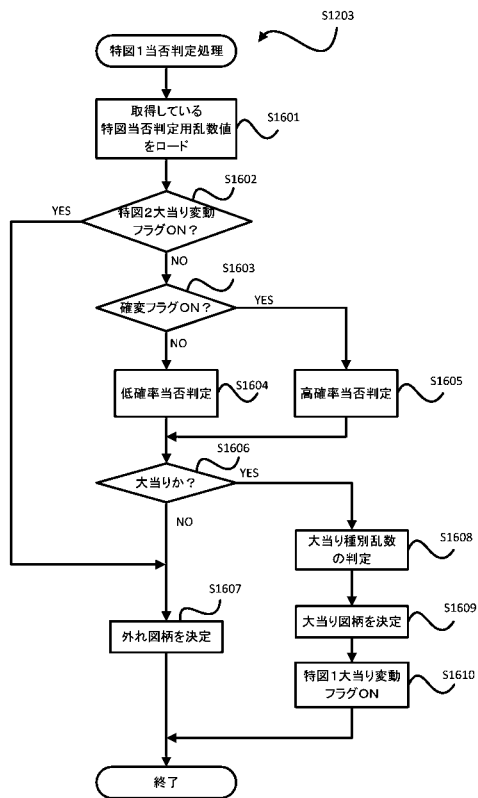 S1203
特図１当否判定処理
取得している
特図当否判定用乱数値
をロード
S1601
S1602
YES
特図２大当り変動
フラグON？
NO
S1603
確変フラグON？
YES
NO
低確率当否判定
S1604
高確率当否判定
S1605
S1606
大当りか？
YES
NO
大当り種別乱数
の判定
S1608
S1607
外れ図柄を決定
大当り図柄を決定
S1609
特図１大当り変動
フラグON
S1610
終了